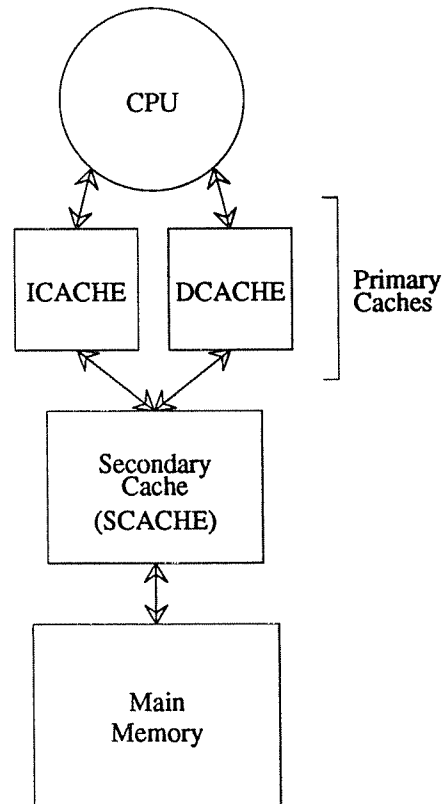 CPU
ICACHE
DCACHE
Primary
Caches
Secondary
Cache
(SCACHE)
Main
Memory